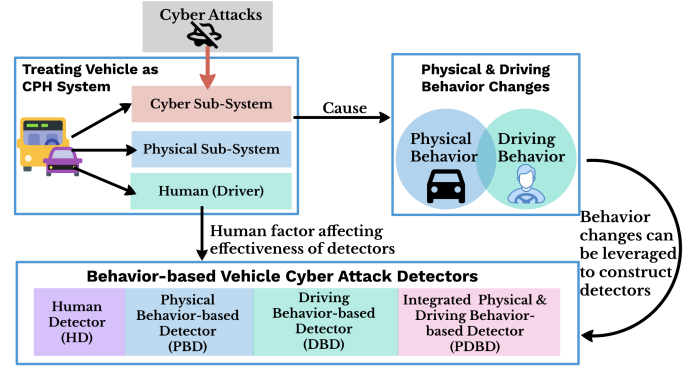 Cyber Attacks
Treating Vehicle as
CPH System
Cyber Sub-System
Physical Sub-System
Human (Driver)
Cause
Physical & Driving
Behavior Changes
Physical
Behavior
Driving
Behavior
Human factor affecting
effectiveness of detectors
Behavior
changes can
be leveraged
to construct
detectors
Behavior-based Vehicle Cyber Attack Detectors
Human
Detector
(HD)
Physical
Behavior-based
Detector
(PBD)
Driving
Behavior-based
Detector
(DBD)
Integrated Physical &
Driving Behavior-
based Detector
(PDBD)